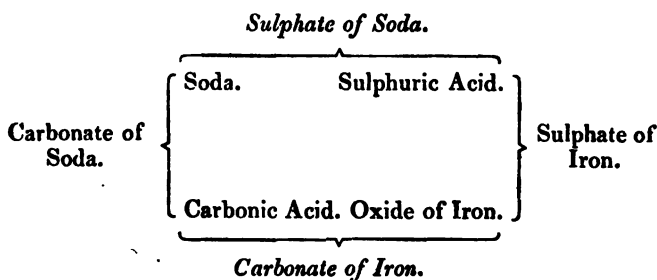 Sulphate of Soda.
Soda. Sulphuric Acid.
Carbonate of
Soda.
Sulphate of
Iron.
Carbonic Acid. Oxide of Iron.
Carbonate of Iron.